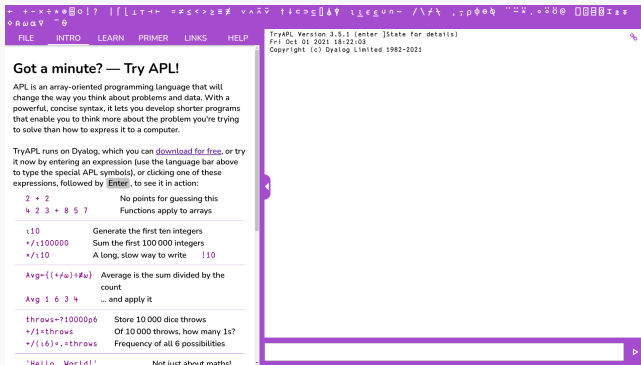 ← +-×÷*⍟⌹○!? |⌈⌊⊥⊤⊣⊢ =≠≤<>≥≡≢ ∨∧⍲⍱ ↑↓⊂⊃⊆⌷⍋⍒ ⍳⍸∊⍷∪∩~ /\⌿⍀ ,⍪⍴⌽⊖⍉ ¨⍨⍣.∘⍤⍥@ ⎕⍠⌸⌺⌶⍎⍕
⋄⍝⍵⍺∇ ¯⍬
FILE INTRO LEARN PRIMER LINKS HELP
Got a minute? — Try APL!
APL is an array-oriented programming language that will
change the way you think about problems and data. With a
powerful, concise syntax, it lets you develop shorter programs
that enable you to think more about the problem you're trying
to solve than how to express it to a computer.
TryAPL runs on Dyalog, which you can download for free, or try
it now by entering an expression (use the language bar above
to type the special APL symbols), or clicking one of these
expressions, followed by Enter, to see it in action:
2 + 2 No points for guessing this
4 2 3 + 8 5 7 Functions apply to arrays
⍳10 Generate the first ten integers
+/⍳100000 Sum the first 100 000 integers
×/⍳10 A long, slow way to write !10
Avg←{(+⌿⍵)÷≢⍵} Average is the sum divided by the
count
Avg 1 6 3 4 ... and apply it
throws←?10000⍴6 Store 10 000 dice throws
+/1=throws Of 10 000 throws, how many 1s?
+/(⍳6)∘.=throws Frequency of all 6 possibilities
'Hello, World!' Not just about maths!
TryAPL Version 3.5.1 (enter ]State for details)
Fri Oct 01 2021 18:22:03
Copyright (c) Dyalog Limited 1982-2021